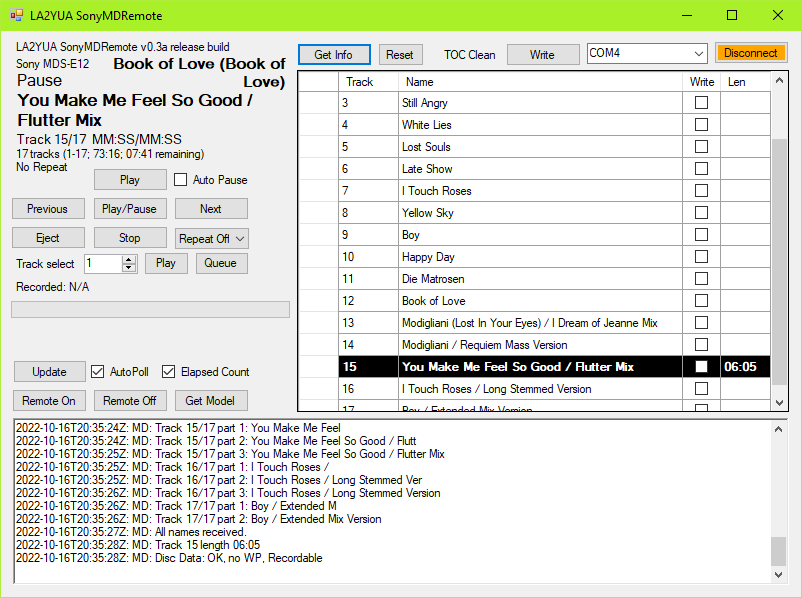 LA2YUA SonyMDRemote
LA2YUA SonyMDRemote v0.3a release build
Sony MDS-E12
Book of Love (Book of Love)
Pause
You Make Me Feel So Good /
Flutter Mix
Track 15/17 MM:SS/MM:SS
17 tracks (1-17; 73:16; 07:41 remaining)
No Repeat
Play
Auto Pause
Previous
Play/Pause
Next
Eject
Stop
Repeat Off
Track select
1
Play
Queue
Recorded: N/A
Update
AutoPoll
Elapsed Count
Remote On
Remote Off
Get Model
Get Info
Reset
TOC Clean
Write
COM4
Disconnect
Track Name Write Len
3 Still Angry
4 White Lies
5 Lost Souls
6 Late Show
7 I Touch Roses
8 Yellow Sky
9 Boy
10 Happy Day
11 Die Matrosen
12 Book of Love
13 Modigliani (Lost In Your Eyes) / I Dream of Jeanne Mix
14 Modigliani / Requiem Mass Version
15 You Make Me Feel So Good / Flutter Mix 06:05
16 I Touch Roses / Long Stemmed Version
17 Boy / Extended Mix Version
2022-10-16T20:35:24Z: MD: Track 15/17 part 1: You Make Me Feel
2022-10-16T20:35:24Z: MD: Track 15/17 part 2: You Make Me Feel So Good / Flutt
2022-10-16T20:35:25Z: MD: Track 15/17 part 3: You Make Me Feel So Good / Flutter Mix
2022-10-16T20:35:25Z: MD: Track 16/17 part 1: I Touch Roses /
2022-10-16T20:35:26Z: MD: Track 16/17 part 2: I Touch Roses / Long Stemmed Ver
2022-10-16T20:35:26Z: MD: Track 16/17 part 3: I Touch Roses / Long Stemmed Version
2022-10-16T20:35:26Z: MD: Track 17/17 part 1: Boy / Extended M
2022-10-16T20:35:26Z: MD: Track 17/17 part 2: Boy / Extended Mix Version
2022-10-16T20:35:27Z: MD: All names received.
2022-10-16T20:35:28Z: MD: Track 15 length 06:05
2022-10-16T20:35:28Z: MD: Disc Data: OK, no WP, Recordable